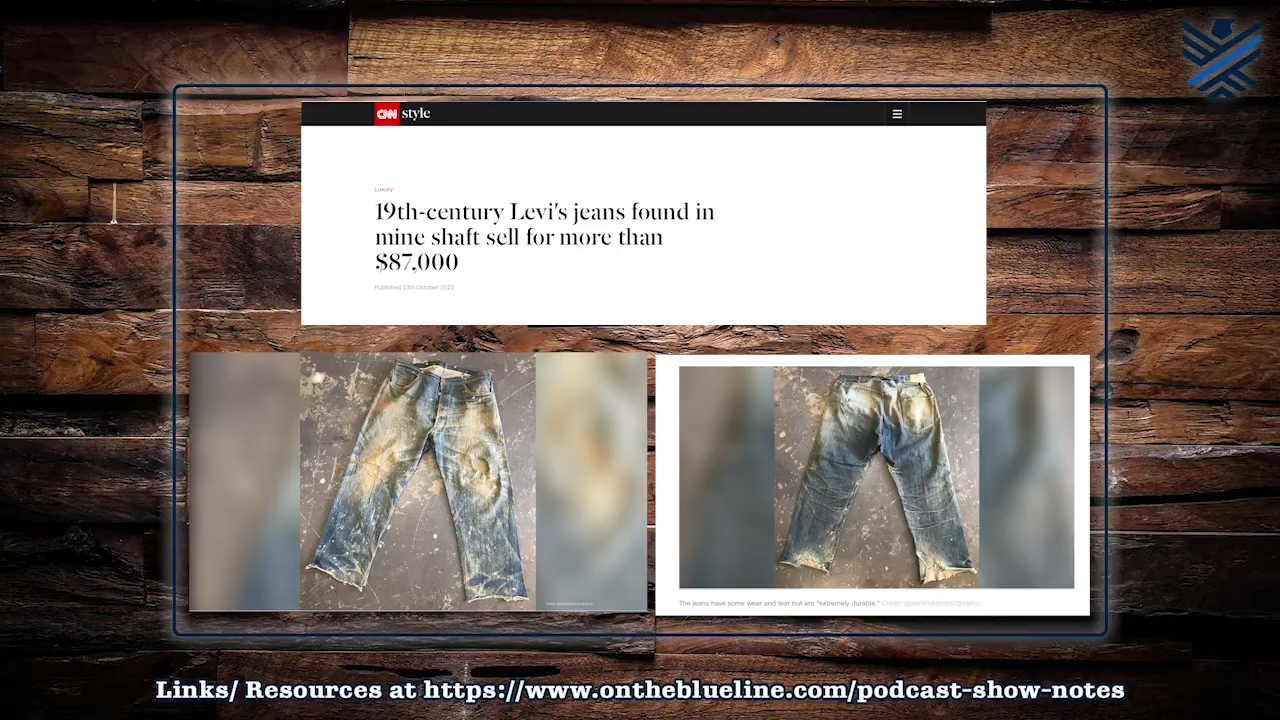 CNN style
Luxury
19th-century Levi's jeans found in
mine shaft sell for more than
$87,000
Published 13th October 2022
The jeans have some wear and tear but are "extremely durable."
Links/ Resources at https://www.ontheblueline.com/podcast-show-notes